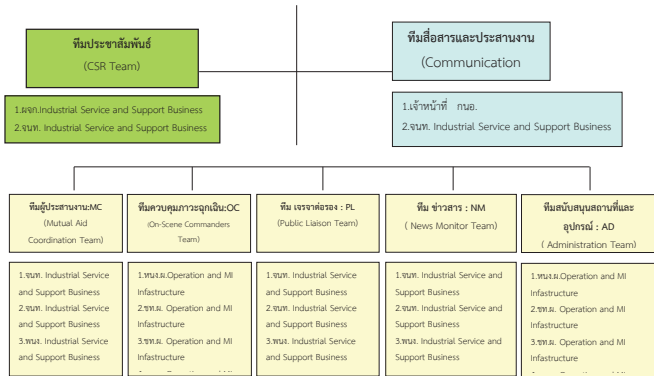 ทีมประชาสัมพันธ์
(CSR Team)
ทีมสื่อสารและประสานงาน
(Communication
1.ผจก.Industrial Service and Support Business
2.จนท. Industrial Service and Support Business
1.เจ้าหน้าที่ กนอ.
2.จนท. Industrial Service and Support Business
ทีมผู้ประสานงาน:MC
(Mutual Aid
Coordination Team)
ทีมควบคุมภาวะฉุกเฉิน:OC
(On-Scene Commanders
Team)
ทีม เจรจาต่อรอง : PL
(Public Liaison Team)
ทีม ข่าวสาร : NM
( News Monitor Team)
ทีมสนับสนุนสถานที่และ
อุปกรณ์ : AD
( Administration Team)
1.จนท. Industrial Service
and Support Business
2.จนท. Industrial Service
and Support Business
3.พนง. Industrial Service
and Support Business
1.หนง.ผ.Operation and MI
Infastructure
2.ชท.ผ. Operation and MI
Infastructure
3.ชท.ผ. Operation and MI
Infastructure
1.จนท. Industrial Service
and Support Business
2.จนท. Industrial Service
and Support Business
3.พนง. Industrial Service
and Support Business
1.จนท. Industrial Service and
Support Business
2.จนท. Industrial Service and
Support Business
3.พนง. Industrial Service and
Support Business
1.หนง.ผ.Operation and MI
Infastructure
2.ชท.ผ. Operation and MI
Infastructure
3.ชท.ผ. Operation and MI
Infastructure